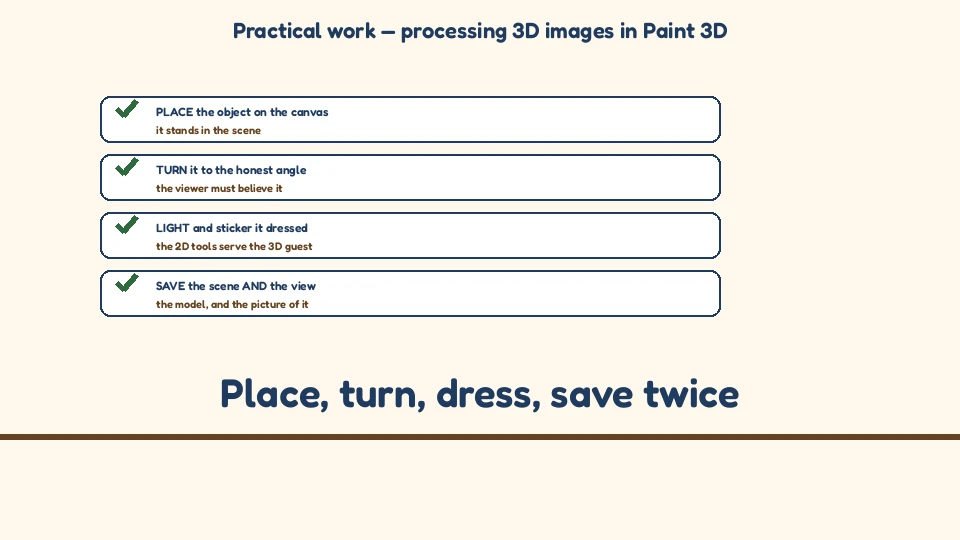 Practical work — processing 3D images in Paint 3D
PLACE the object on the canvas
it stands in the scene
TURN it to the honest angle
the viewer must believe it
LIGHT and sticker it dressed
the 2D tools serve the 3D guest
SAVE the scene AND the view
the model, and the picture of it
Place, turn, dress, save twice